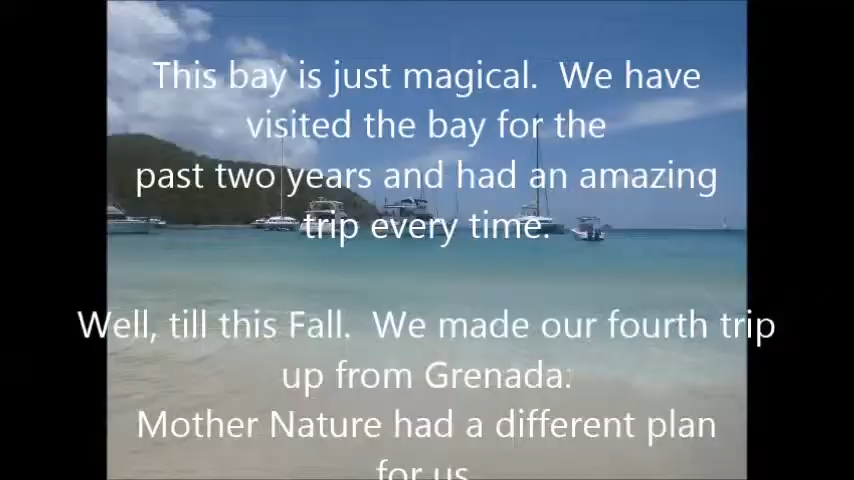 This bay is just magical.  We have
visited the bay for the
past two years and had an amazing
trip every time.
Well, till this Fall.  We made our fourth trip
up from Grenada.
Mother Nature had a different plan
for us